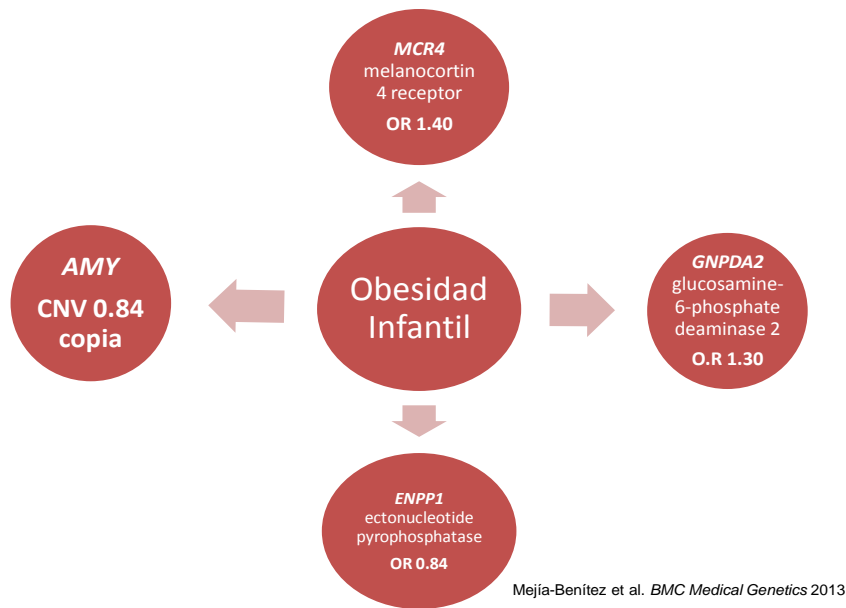 MCR4
melanocortin
4 receptor
OR 1.40
AMY
CNV 0.84
copia
Obesidad
Infantil
GNPDA2
glucosamine-
6-phosphate
deaminase 2
O.R 1.30
ENPP1
ectonucleotide
pyrophosphatase
OR 0.84
Mejía-Benítez et al. BMC Medical Genetics 2013